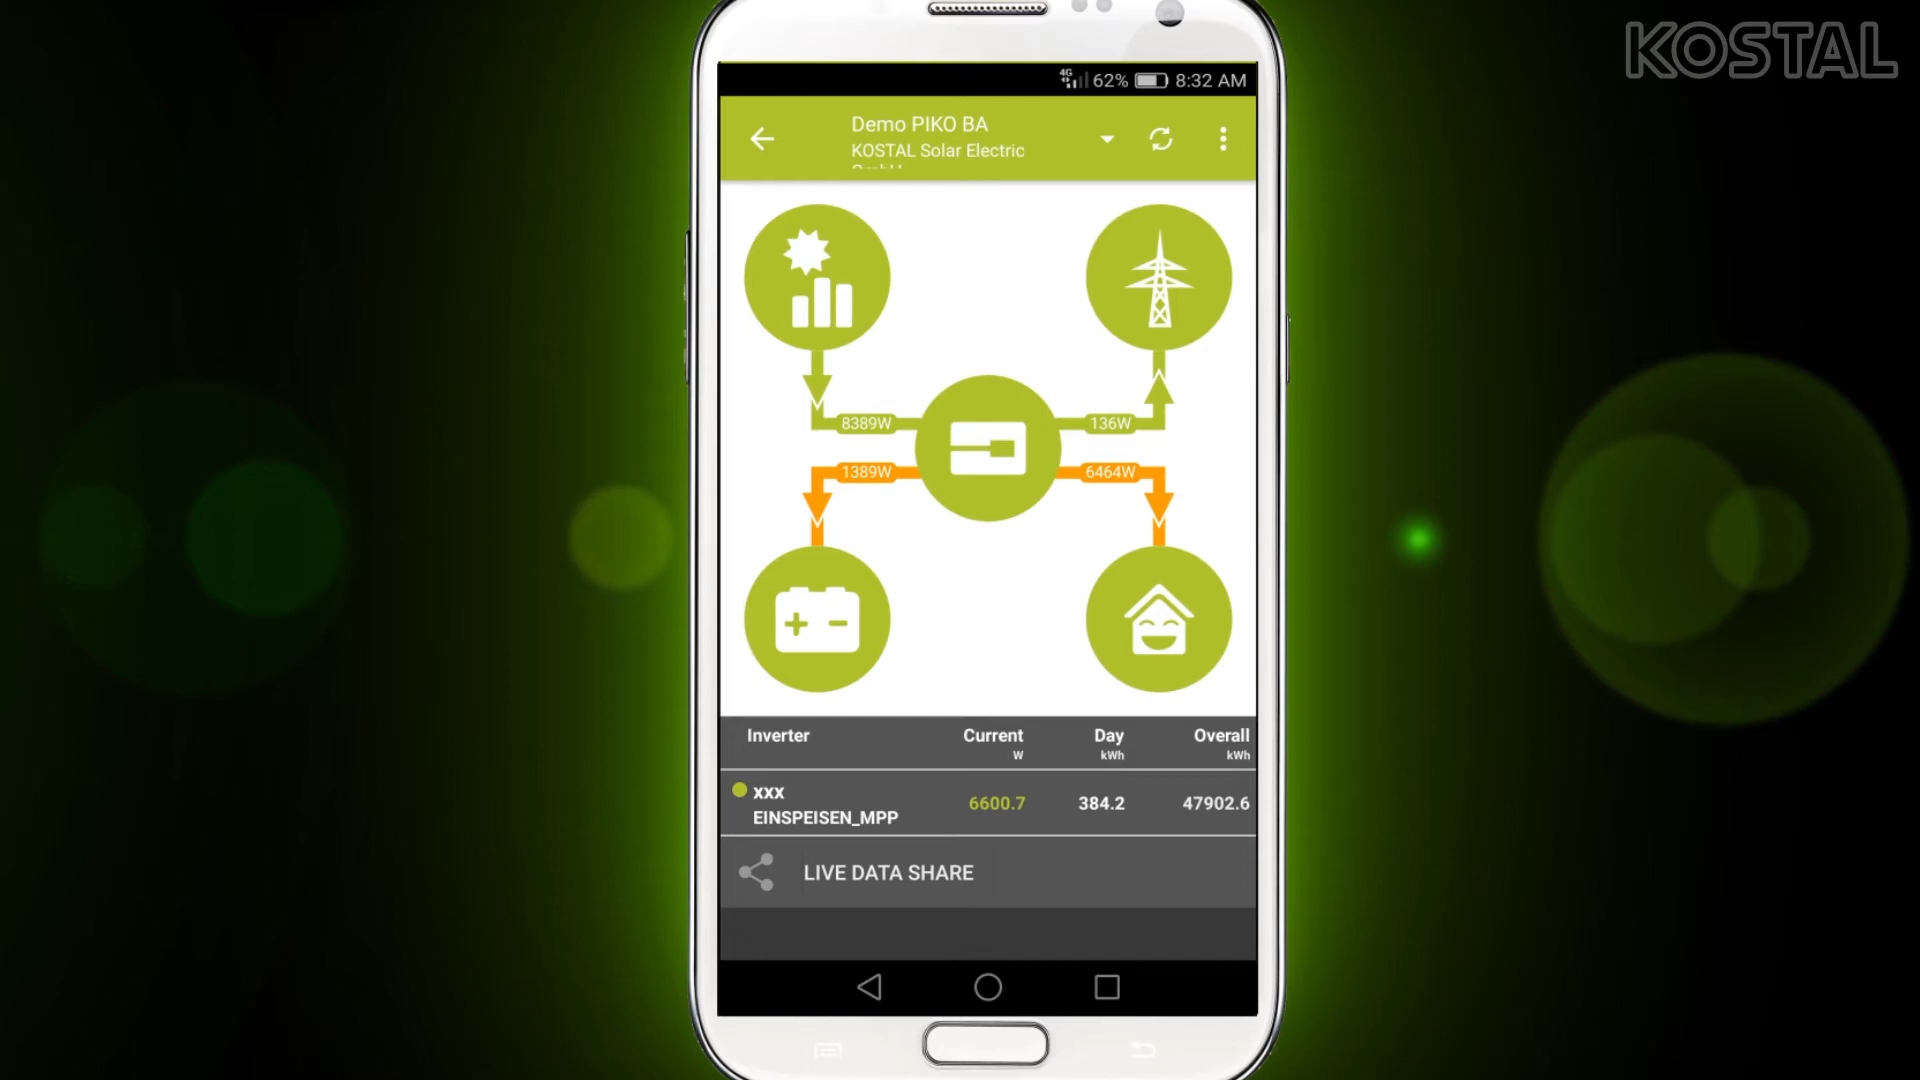 KOSTAL
4G 62% 8:32 AM
Demo PIKO BA
KOSTAL Solar Electric
8389W
136W
1389W
6464W
+ -
Inverter Current Day Overall
W kWh kWh
xxx
EINSPEISEN_MPP 6600.7 384.2 47902.6
LIVE DATA SHARE